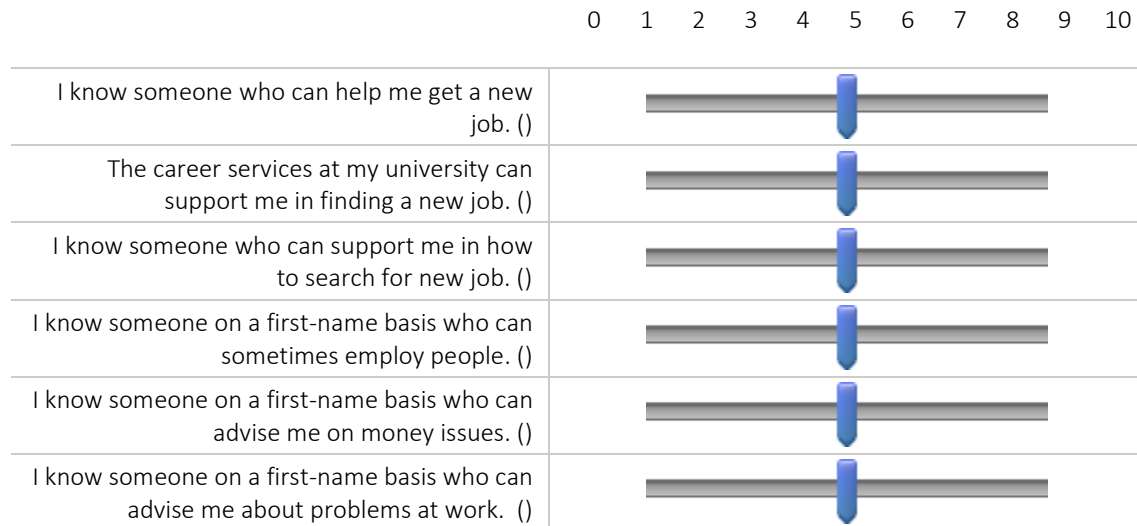 0 1 2 3 4 5 6 7 8 9 10
I know someone who can help me get a new
job. ()
The career services at my university can
support me in finding a new job. ()
I know someone who can support me in how
to search for new job. ()
I know someone on a first-name basis who can
sometimes employ people. ()
I know someone on a first-name basis who can
advise me on money issues. ()
I know someone on a first-name basis who can
advise me about problems at work. ()